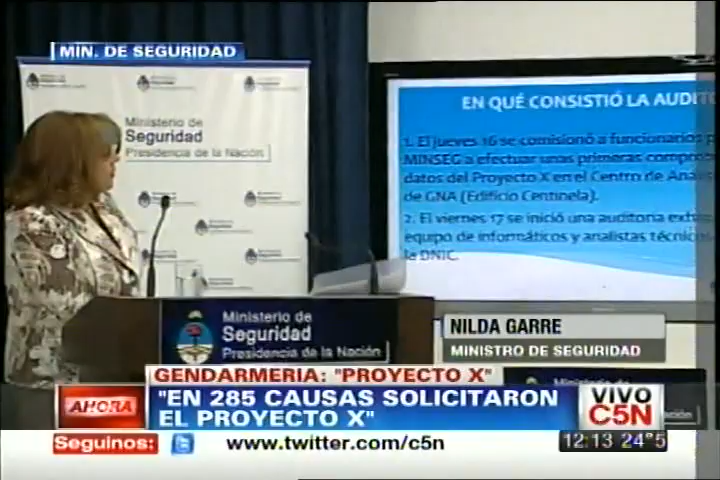 MIN. DE SEGURIDAD
Ministerio de
Seguridad
Presidencia de la Nación
EN QUÉ CONSISTIÓ LA AUDITO
1. El jueves 16 se comisionó a funcionarios
MINSEG a efectuar unas primeras
datos del Proyecto X en el Centro de
de GNA (Edificio Centinela).
2. El viernes 17 se inició una auditoria
equipo de informáticos y analistas
la DNIC.
Ministerio de
Seguridad
Presidencia de la Nación
NILDA GARRE
MINISTRO DE SEGURIDAD
GENDARMERIA: "PROYECTO X"
AHORA
"EN 285 CAUSAS SOLICITARON
EL PROYECTO X"
VIVO
C5N
Seguinos:
www.twitter.com/c5n
12:13 24°5